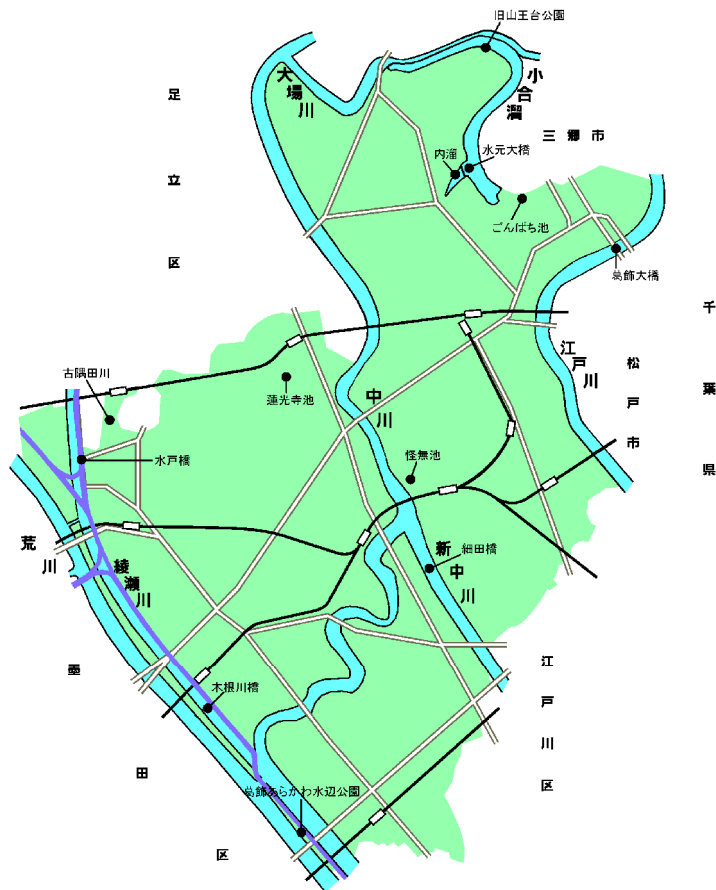 旧山王台公園
大場川
小合溜
足立区
三郷市
内溜
水元大橋
ごんぱち池
葛飾大橋
千葉県
江戸川
松戸市
古隅田川
蓮光寺池
中川
怪無池
水戸橋
荒川
綾瀬川
新中川
細田橋
墨田区
木根川橋
江戸川区
葛飾あらかわ水辺公園